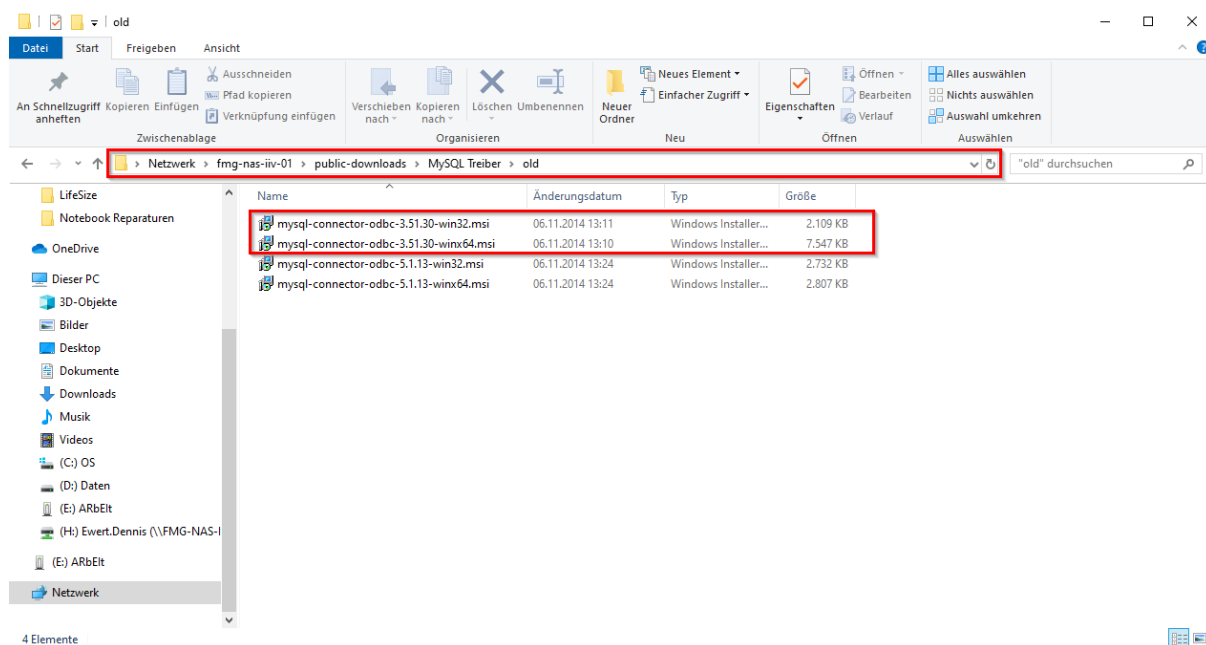 old
Datei Start Freigeben Ansicht
An Schnellzugriff anheften
Kopieren
Einfügen
Ausschneiden
Pfad kopieren
Verknüpfung einfügen
Zwischenablage
Verschieben nach
Kopieren nach
Löschen
Umbenennen
Organisieren
Neuer Ordner
Neues Element
Einfacher Zugriff
Neu
Eigenschaften
Öffnen
Bearbeiten
Verlauf
Öffnen
Alles auswählen
Nichts auswählen
Auswahl umkehren
Auswählen
Netzwerk > fmg-nas-iiv-01 > public-downloads > MySQL Treiber > old
"old" durchsuchen
LifeSize
Notebook Reparaturen
OneDrive
Dieser PC
3D-Objekte
Bilder
Desktop
Dokumente
Downloads
Musik
Videos
(C:) OS
(D:) Daten
(E:) ARbEIt
(H:) Ewert.Dennis (\\FMG-NAS-I
(E:) ARbEIt
Netzwerk
Name Änderungsdatum Typ Größe
mysql-connector-odbc-3.51.30-win32.msi 06.11.2014 13:11 Windows Installer... 2.109 KB
mysql-connector-odbc-3.51.30-winx64.msi 06.11.2014 13:10 Windows Installer... 7.547 KB
mysql-connector-odbc-5.1.13-win32.msi 06.11.2014 13:24 Windows Installer... 2.732 KB
mysql-connector-odbc-5.1.13-winx64.msi 06.11.2014 13:24 Windows Installer... 2.807 KB
4 Elemente